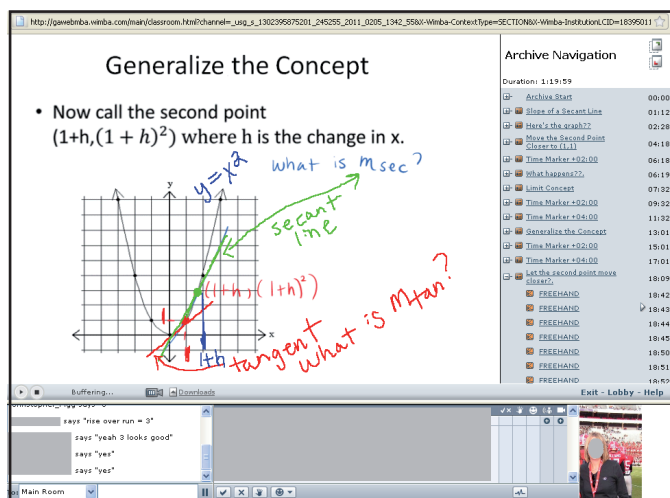 http://gawebmba.wimba.com/main/classroom.html?channel=_usg_s_1302395875201_245255_2011_0205_1342_55&X-Wimba-ContextType=SECTION&X-Wimba-InstitutionLCID=18395011
Generalize the Concept
• Now call the second point
(1+h,(1 + h)²) where h is the change in x.
what is msec?
y=x²
y
secant
line
(1+h, (1+h)²)
1
x
1
1+h
tangent
what is mtan?
Archive Navigation
Duration: 1:19:59
Archive Start 00:00
Slope of a Secant Line 01:12
Here's the graph?? 02:28
Move the Second Point
Closer to (1,1) 04:18
Time Marker +02:00 06:18
What happens??. 06:19
Limit Concept 07:32
Time Marker +02:00 09:32
Time Marker +04:00 11:32
Generalize the Concept 13:01
Time Marker +02:00 15:01
Time Marker +04:00 17:01
Let the second point move
closer?. 18:09
FREEHAND 18:42
FREEHAND 18:43
FREEHAND 18:44
FREEHAND 18:45
FREEHAND 18:50
FREEHAND 18:51
FREEHAND 18:52
Buffering...
Downloads
Exit - Lobby - Help
says "rise over run = 3"
says "yeah 3 looks good"
says "yes"
says "yes"
Main Room